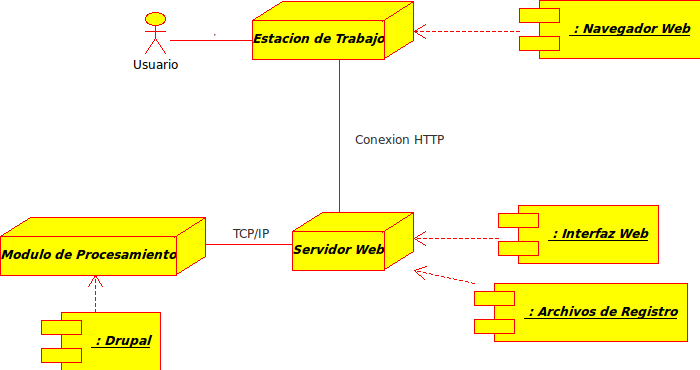 : Navegador Web
Estacion de Trabajo
Usuario
Conexion HTTP
TCP/IP
: Interfaz Web
Modulo de Procesamiento
Servidor Web
: Archivos de Registro
: Drupal